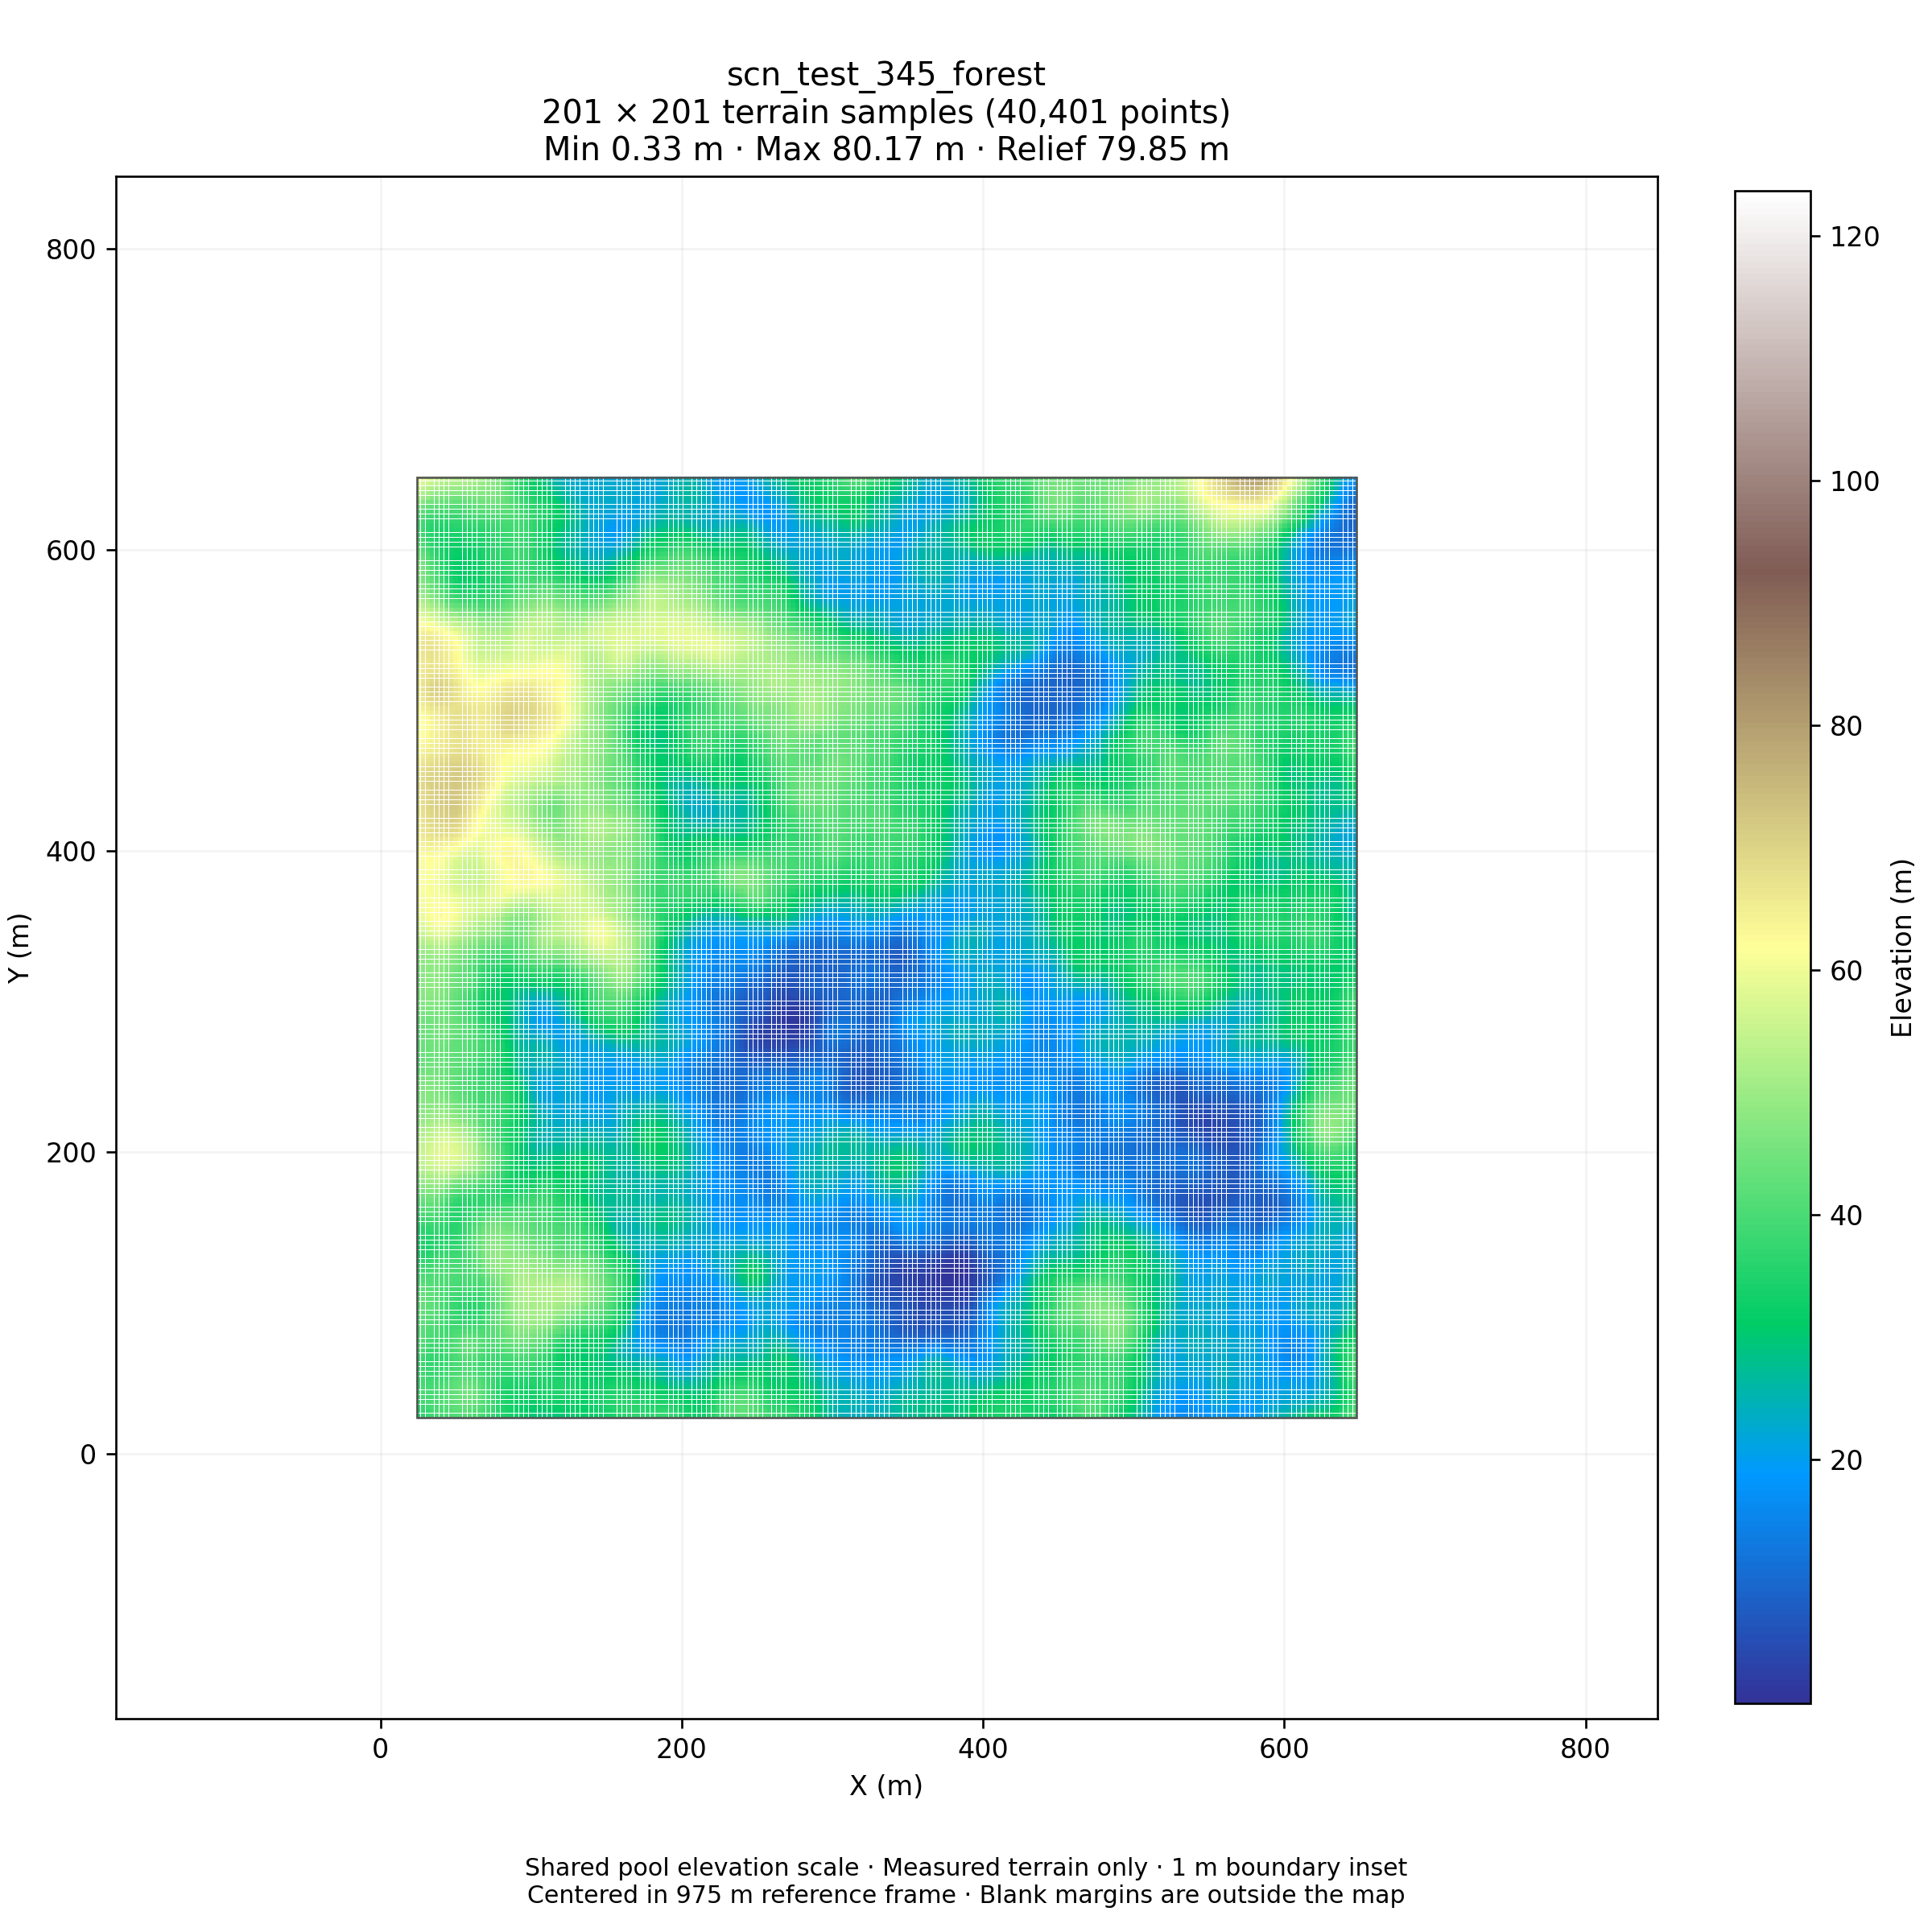 scn_test_345_forest
201 × 201 terrain samples (40,401 points)
Min 0.33 m · Max 80.17 m · Relief 79.85 m
800
600
400
200
0
Y (m)
0
200
400
600
800
X (m)
120
100
80
60
40
20
Elevation (m)
Shared pool elevation scale · Measured terrain only · 1 m boundary inset
Centered in 975 m reference frame · Blank margins are outside the map